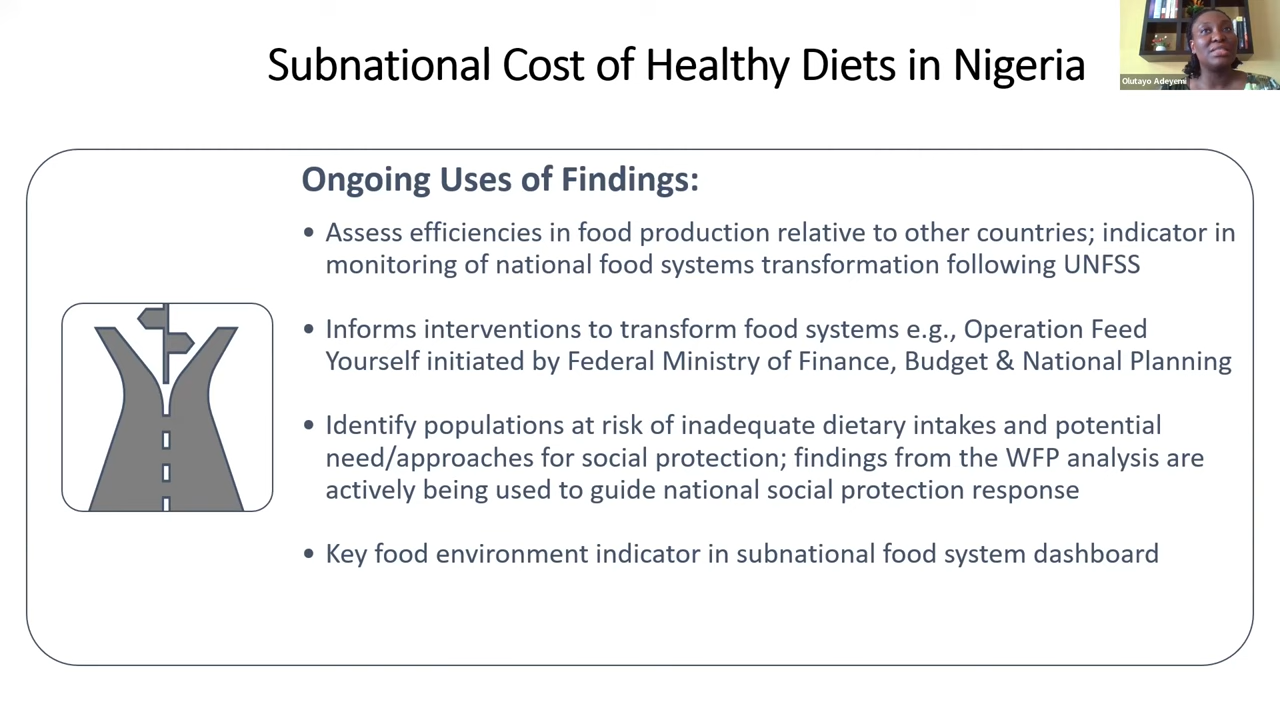 Subnational Cost of Healthy Diets in Nigeria
Olutayo Adeyemi
Ongoing Uses of Findings:
• Assess efficiencies in food production relative to other countries; indicator in
monitoring of national food systems transformation following UNFSS
• Informs interventions to transform food systems e.g., Operation Feed
Yourself initiated by Federal Ministry of Finance, Budget & National Planning
• Identify populations at risk of inadequate dietary intakes and potential
need/approaches for social protection; findings from the WFP analysis are
actively being used to guide national social protection response
• Key food environment indicator in subnational food system dashboard